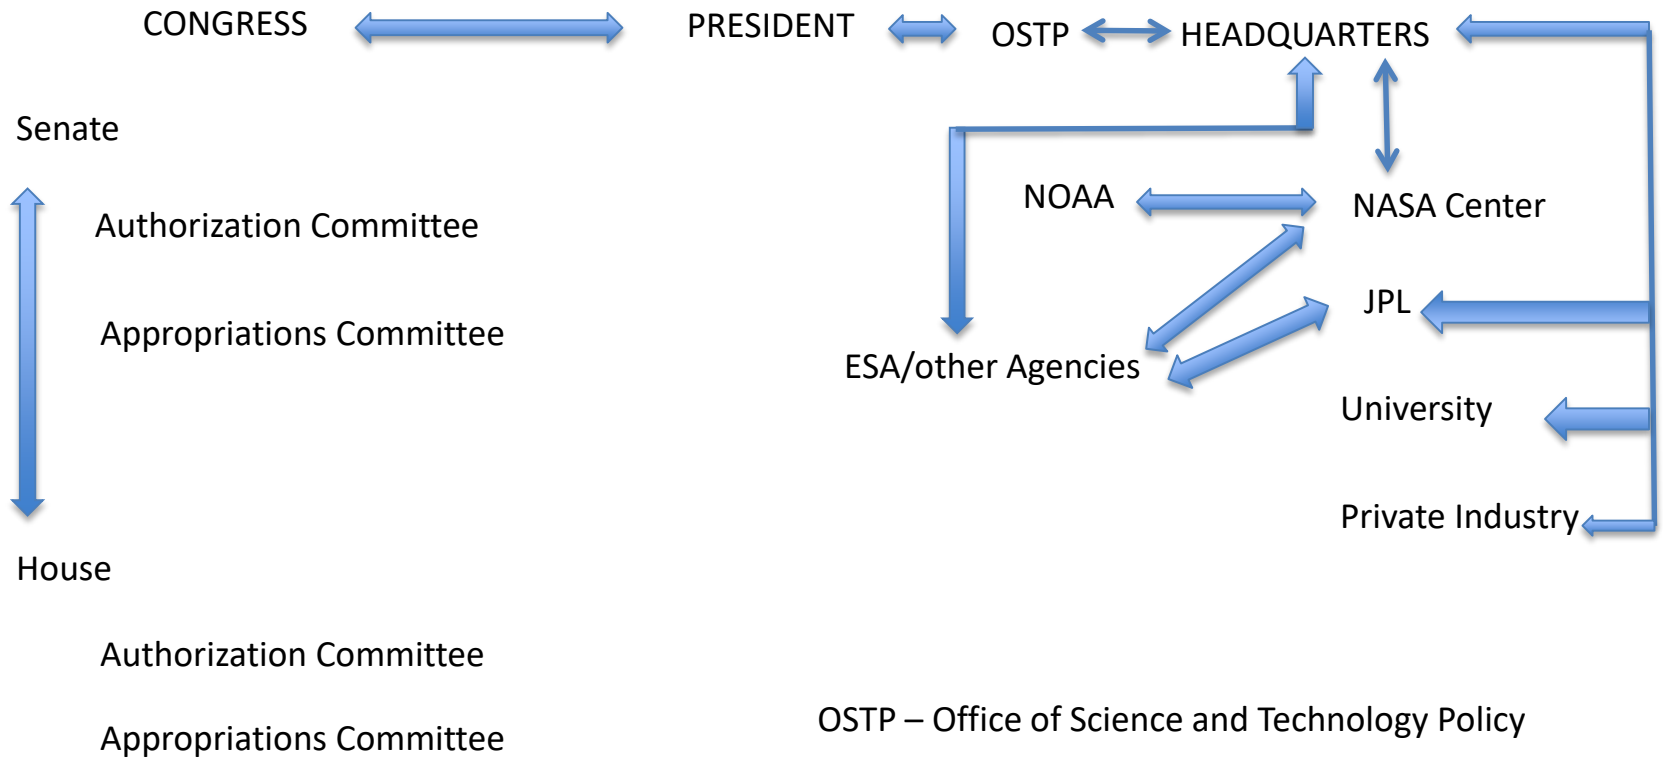 CONGRESS
PRESIDENT
OSTP
HEADQUARTERS
Senate
Authorization Committee
Appropriations Committee
NOAA
NASA Center
JPL
ESA/other Agencies
University
Private Industry
House
Authorization Committee
Appropriations Committee
OSTP – Office of Science and Technology Policy